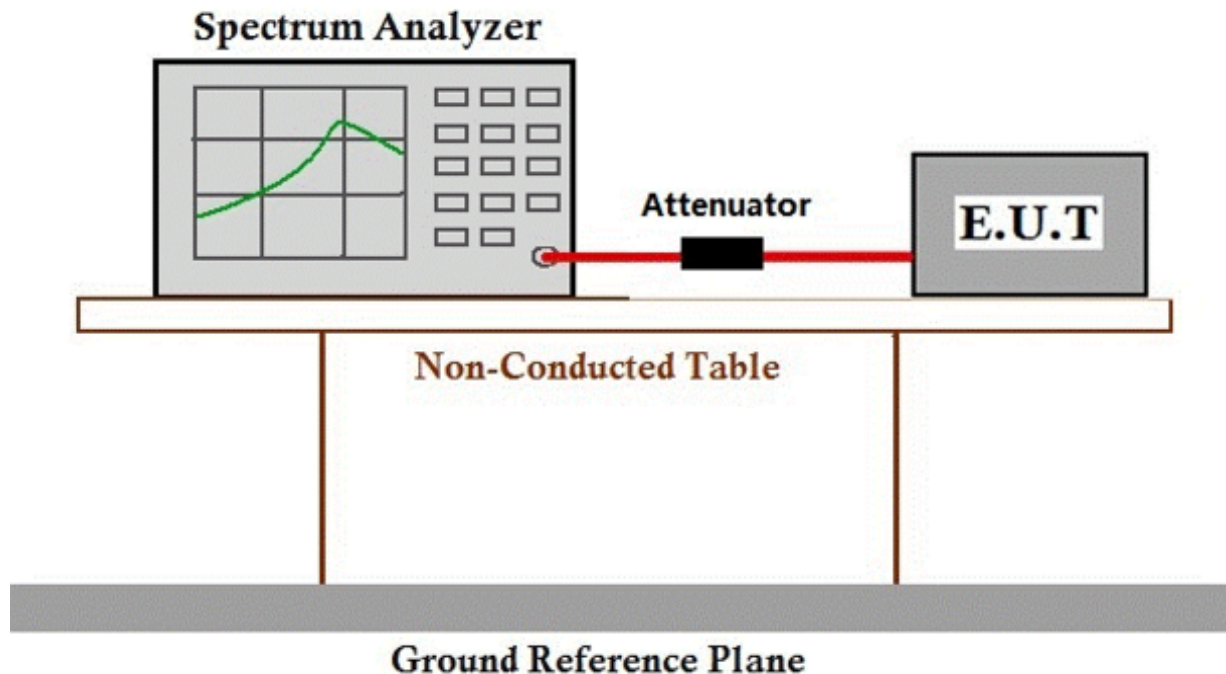 Spectrum Analyzer
Attenuator
E.U.T
Non-Conducted Table
Ground Reference Plane